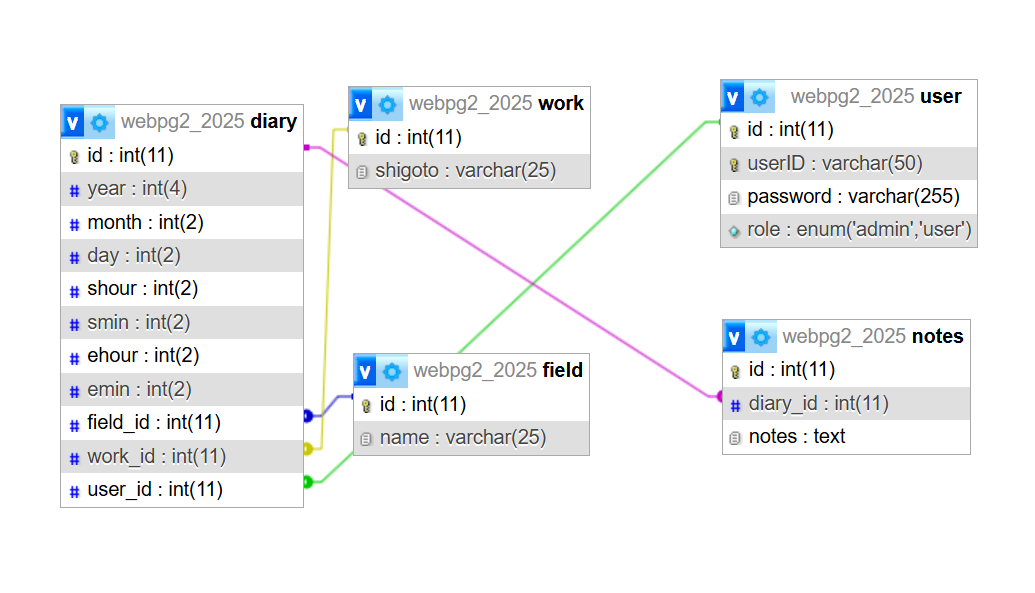 v webpg2_2025 diary
id : int(11)
year : int(4)
month : int(2)
day : int(2)
shour : int(2)
smin : int(2)
ehour : int(2)
emin : int(2)
field_id : int(11)
work_id : int(11)
user_id : int(11)
v webpg2_2025 work
id : int(11)
shigoto : varchar(25)
v webpg2_2025 field
id : int(11)
name : varchar(25)
v webpg2_2025 user
id : int(11)
userID : varchar(50)
password : varchar(255)
role : enum('admin','user')
v webpg2_2025 notes
id : int(11)
diary_id : int(11)
notes : text